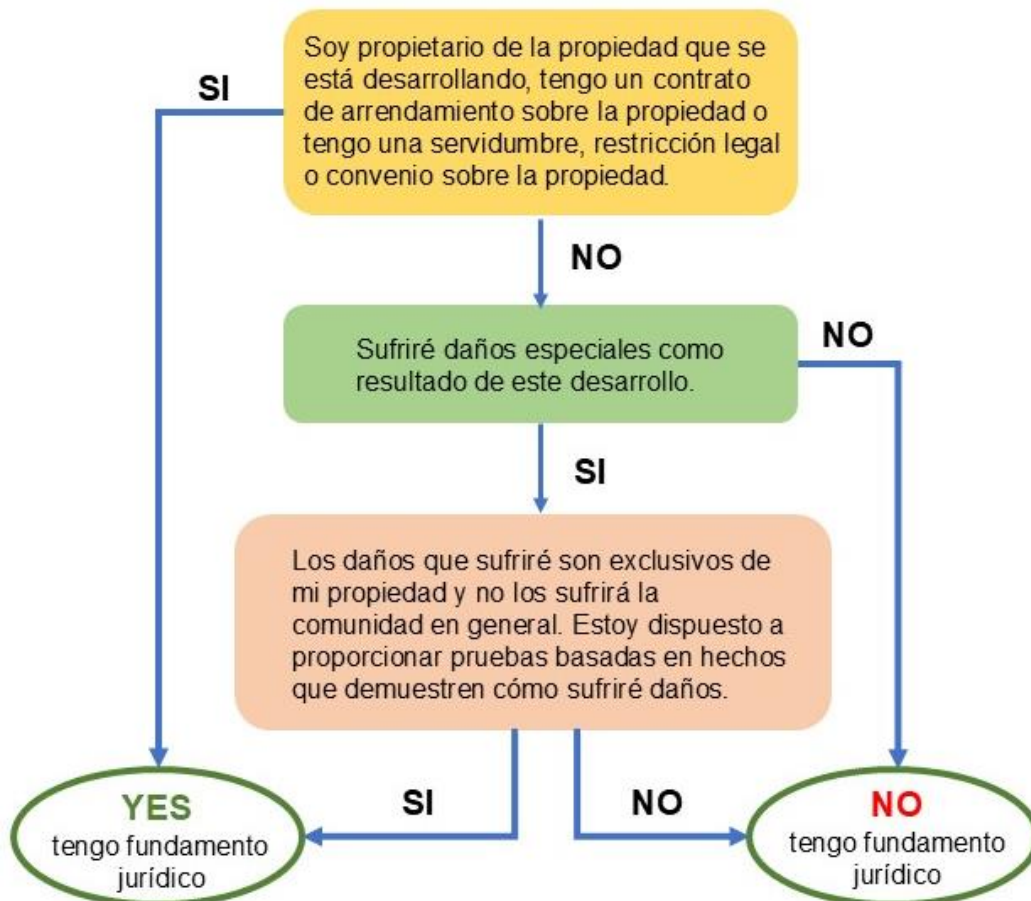 Soy propietario de la propiedad que se
está desarrollando, tengo un contrato
de arrendamiento sobre la propiedad o
tengo una servidumbre, restricción legal
o convenio sobre la propiedad.
SI
NO
Sufriré daños especiales como
resultado de este desarrollo.
NO
SI
Los daños que sufriré son exclusivos de
mi propiedad y no los sufrirá la
comunidad en general. Estoy dispuesto a
proporcionar pruebas basadas en hechos
que demuestren cómo sufriré daños.
SI
NO
YES
tengo fundamento
jurídico
NO
tengo fundamento
jurídico